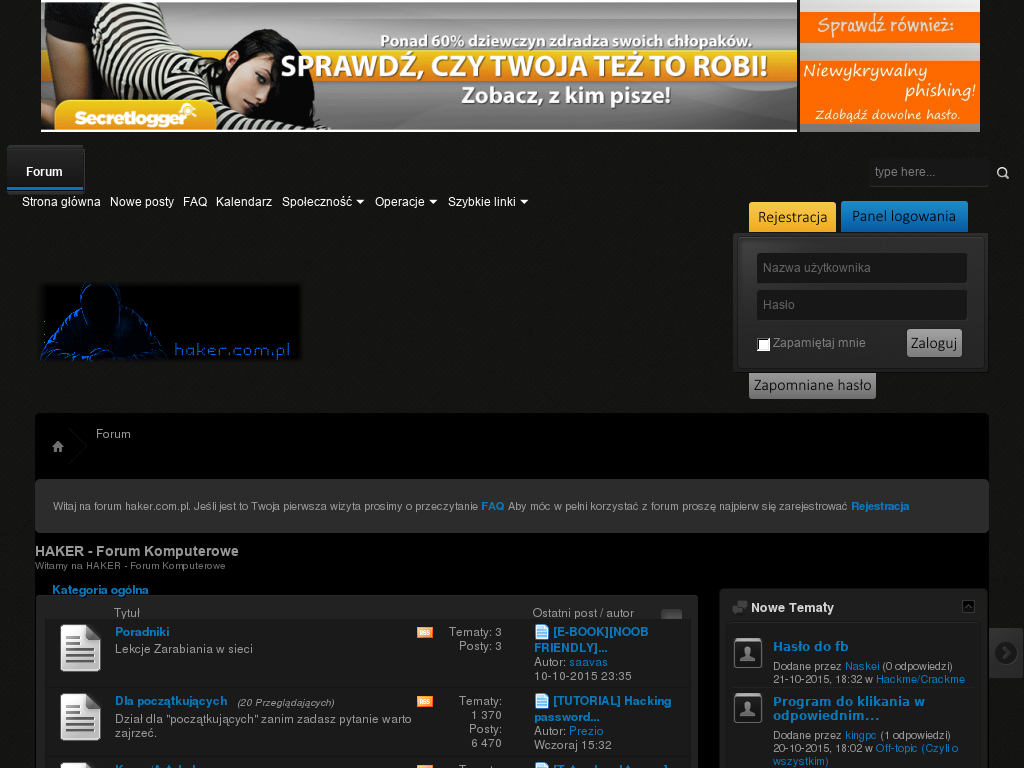 Ponad 60% dziewczyn zdradza swoich chłopaków.
SPRAWDŹ, CZY TWOJA TEŻ TO ROBI!
Zobacz, z kim pisze!
Secretlogger
Sprawdź również:
Niewykrywalny
phishing!
Zdobądź dowolne hasło.
Forum
type here...
Strona główna Nowe posty FAQ Kalendarz Społeczność Operacje Szybkie linki
Rejestracja Panel logowania
Nazwa użytkownika
Hasło
Zapamiętaj mnie Zaloguj
Zapomniane hasło
haker.com.pl
Forum
Witaj na forum haker.com.pl. Jeśli jest to Twoja pierwsza wizyta prosimy o przeczytanie FAQ Aby móc w pełni korzystać z forum proszę najpierw się zarejestrować Rejestracja
HAKER - Forum Komputerowe
Witamy na HAKER - Forum Komputerowe
Kategoria ogólna
Tytuł Ostatni post / autor
Poradniki
Lekcje Zarabiania w sieci
Tematy: 3
Posty: 3
[E-BOOK][NOOB
FRIENDLY]...
Autor: saavas
10-10-2015 23:35
Dla początkujących (20 Przeglądających)
Dział dla "początkujących" zanim zadasz pytanie warto
zajrzeć.
Tematy:
1 370
Posty:
6 470
[TUTORIAL] Hacking
password...
Autor: Prezio
Wczoraj 15:32
Nowe Tematy
Hasło do fb
Dodane przez Naskei (0 odpowiedzi)
21-10-2015, 18:32 w Hackme/Crackme
Program do klikania w
odpowiednim...
Dodane przez kingpc (1 odpowiedzi)
20-10-2015, 18:02 w Off-topic (Czyli o
wszystkim)